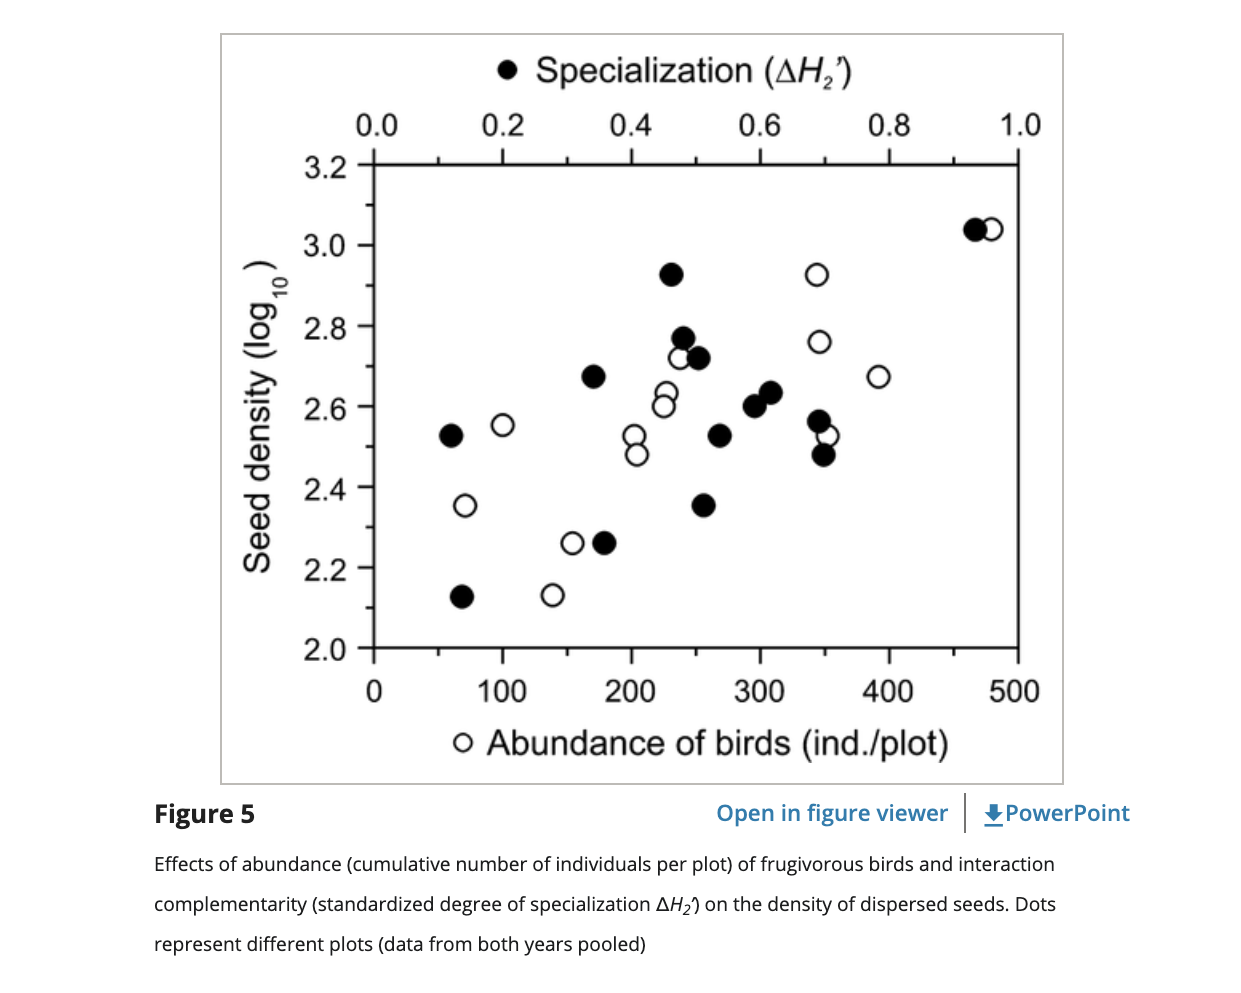 Specialization (ΔH2’)
0.0 0.2 0.4 0.6 0.8 1.0
3.2
3.0
2.8
2.6
2.4
2.2
2.0
Seed density (log10)
0 100 200 300 400 500
Abundance of birds (ind./plot)
Figure 5
Open in figure viewer
PowerPoint
Effects of abundance (cumulative number of individuals per plot) of frugivorous birds and interaction
complementarity (standardized degree of specialization ΔH2′) on the density of dispersed seeds. Dots
represent different plots (data from both years pooled)